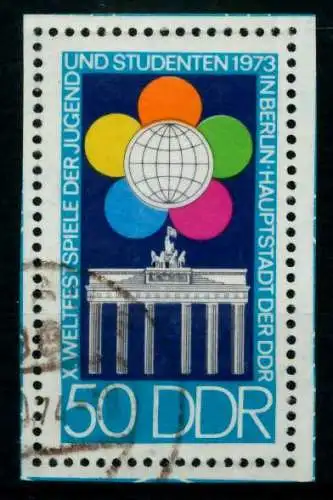 X. WELTFESTSPIELE DER JUGEND
UND STUDENTEN 1973
IN BERLIN · HAUPTSTADT DER DDR
50 DDR